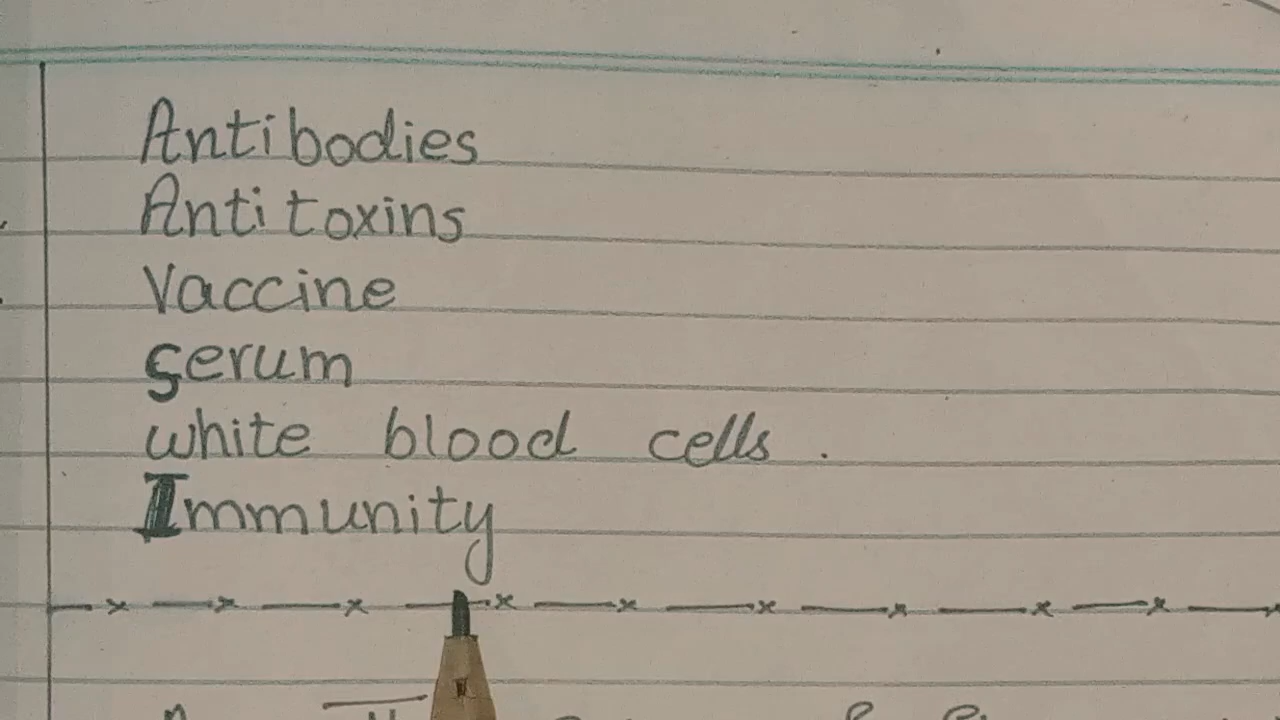 Antibodies
Antitoxins
Vaccine
Serum
white blood cells .
Immunity